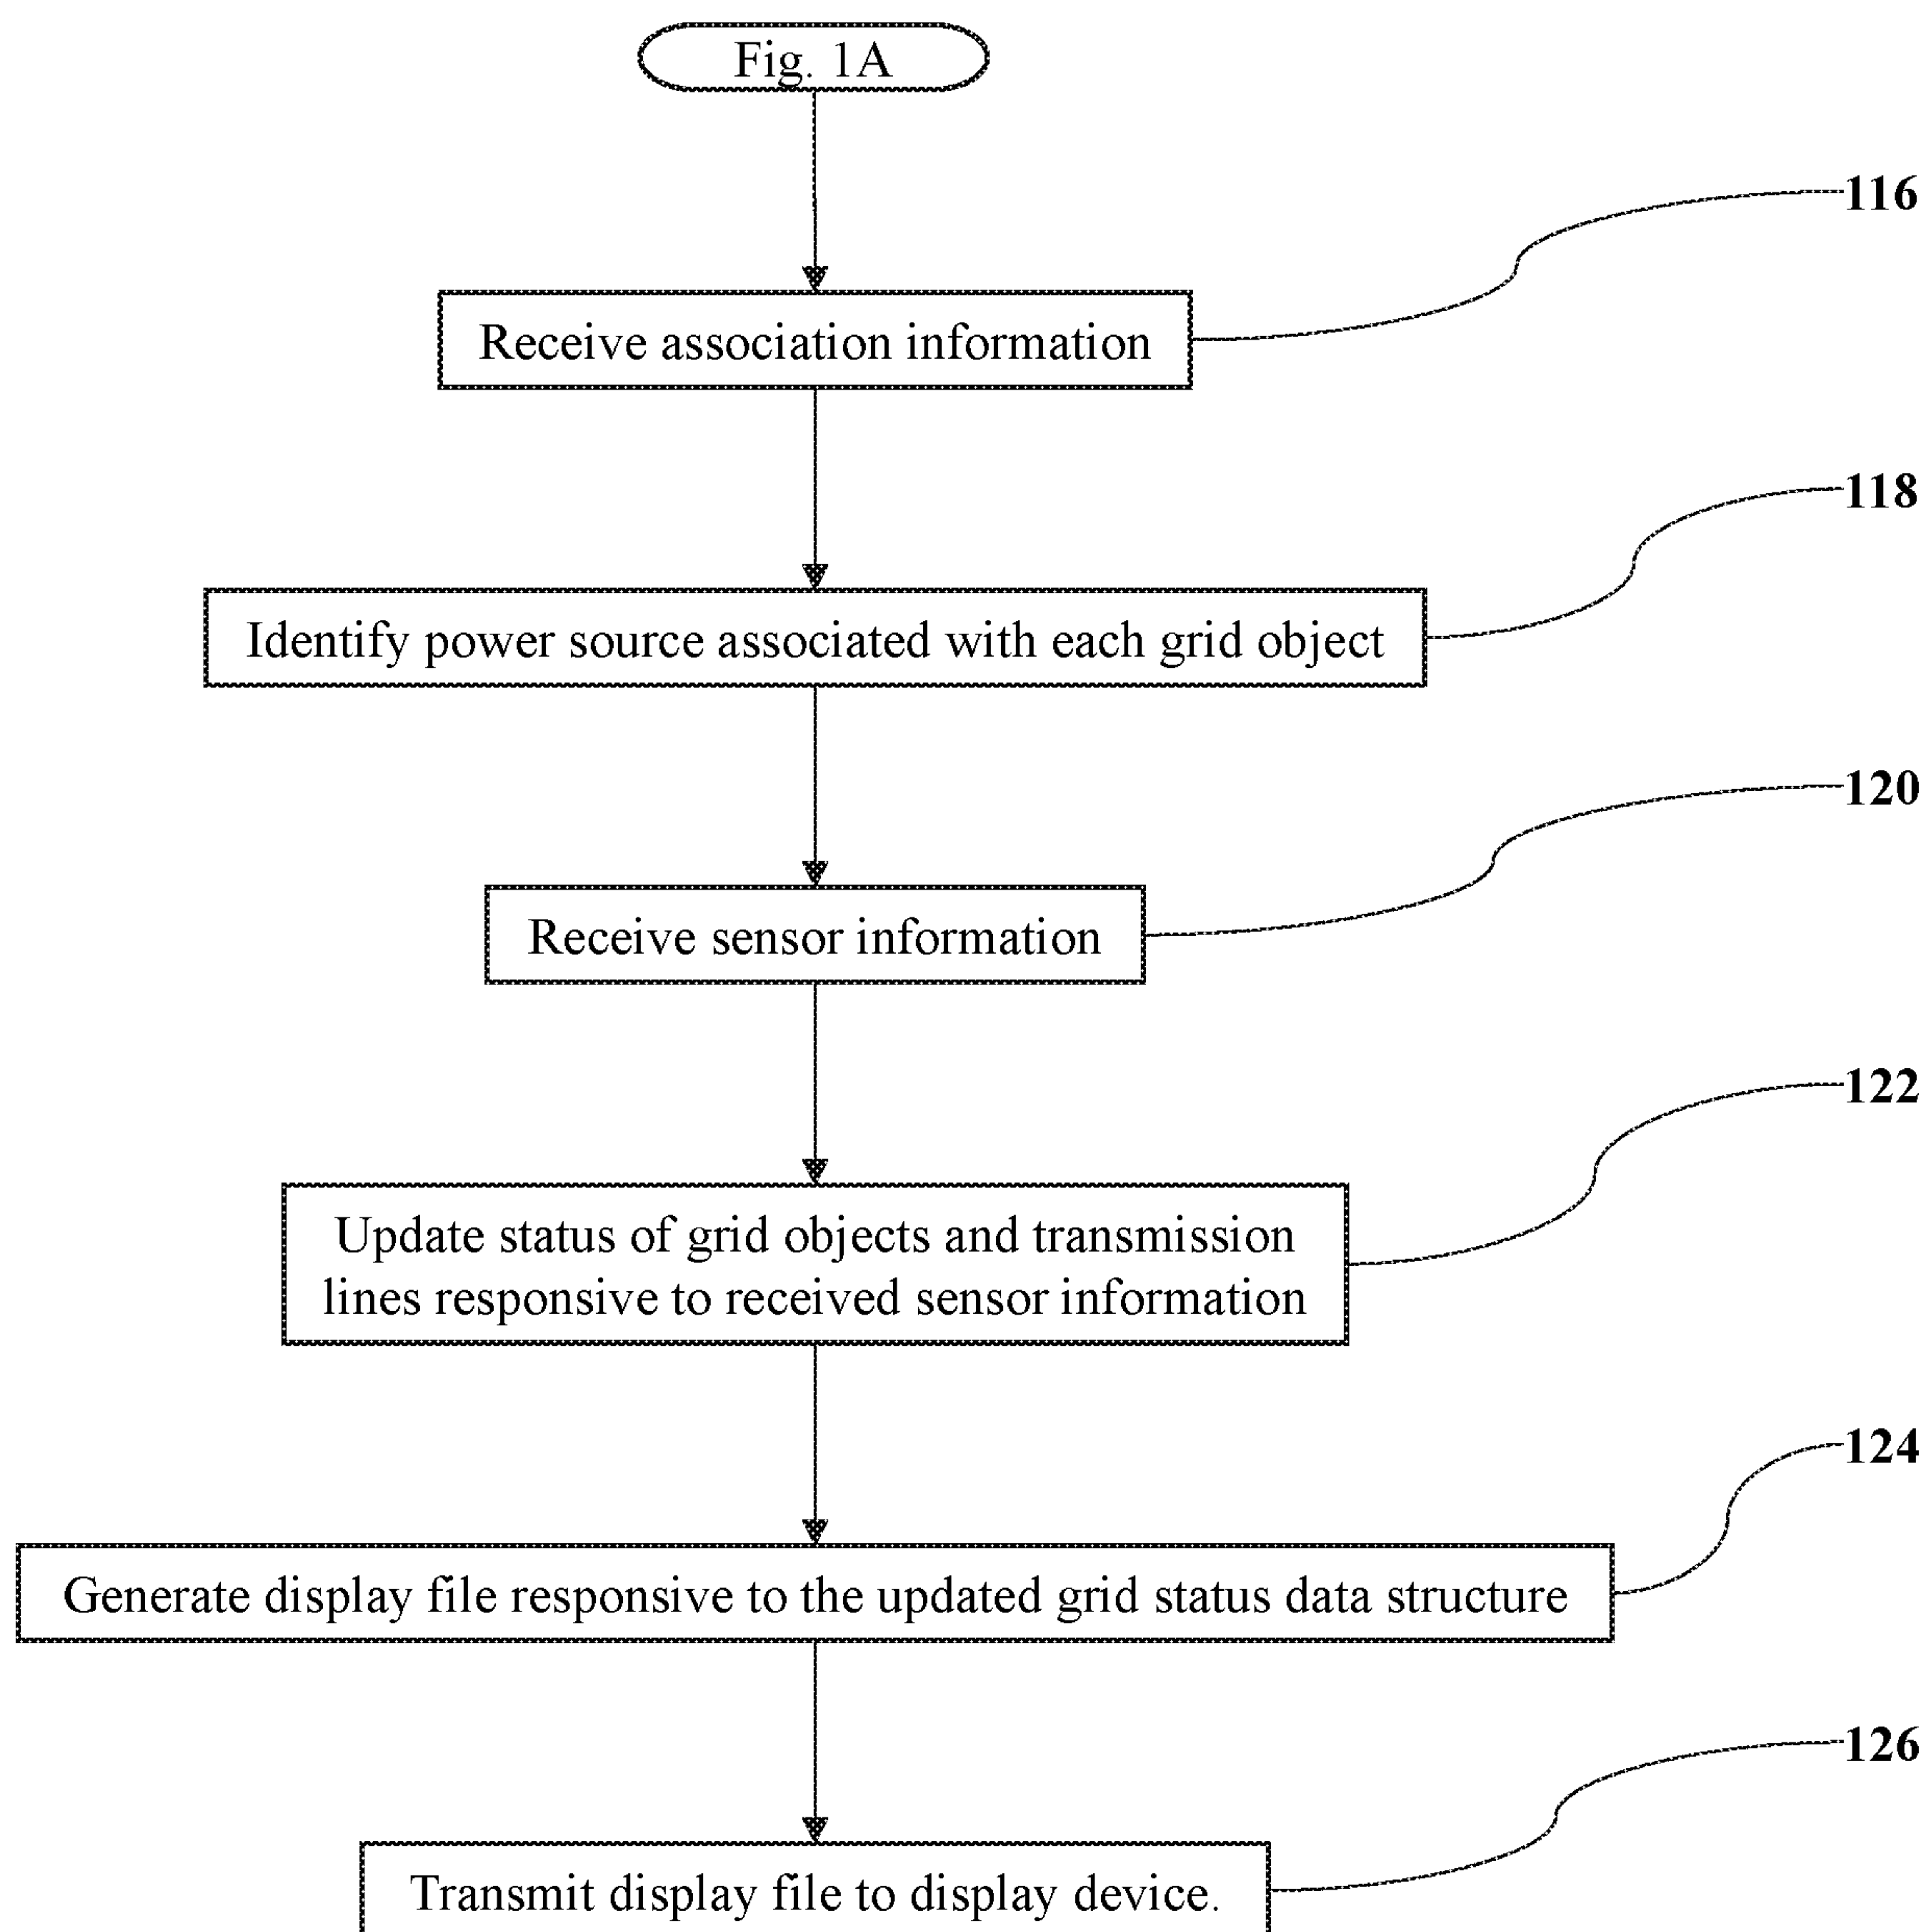 Fig. 1A
116
Receive association information
118
Identify power source associated with each grid object
120
Receive sensor information
122
Update status of grid objects and transmission
lines responsive to received sensor information
124
Generate display file responsive to the updated grid status data structure
126
Transmit display file to display device.